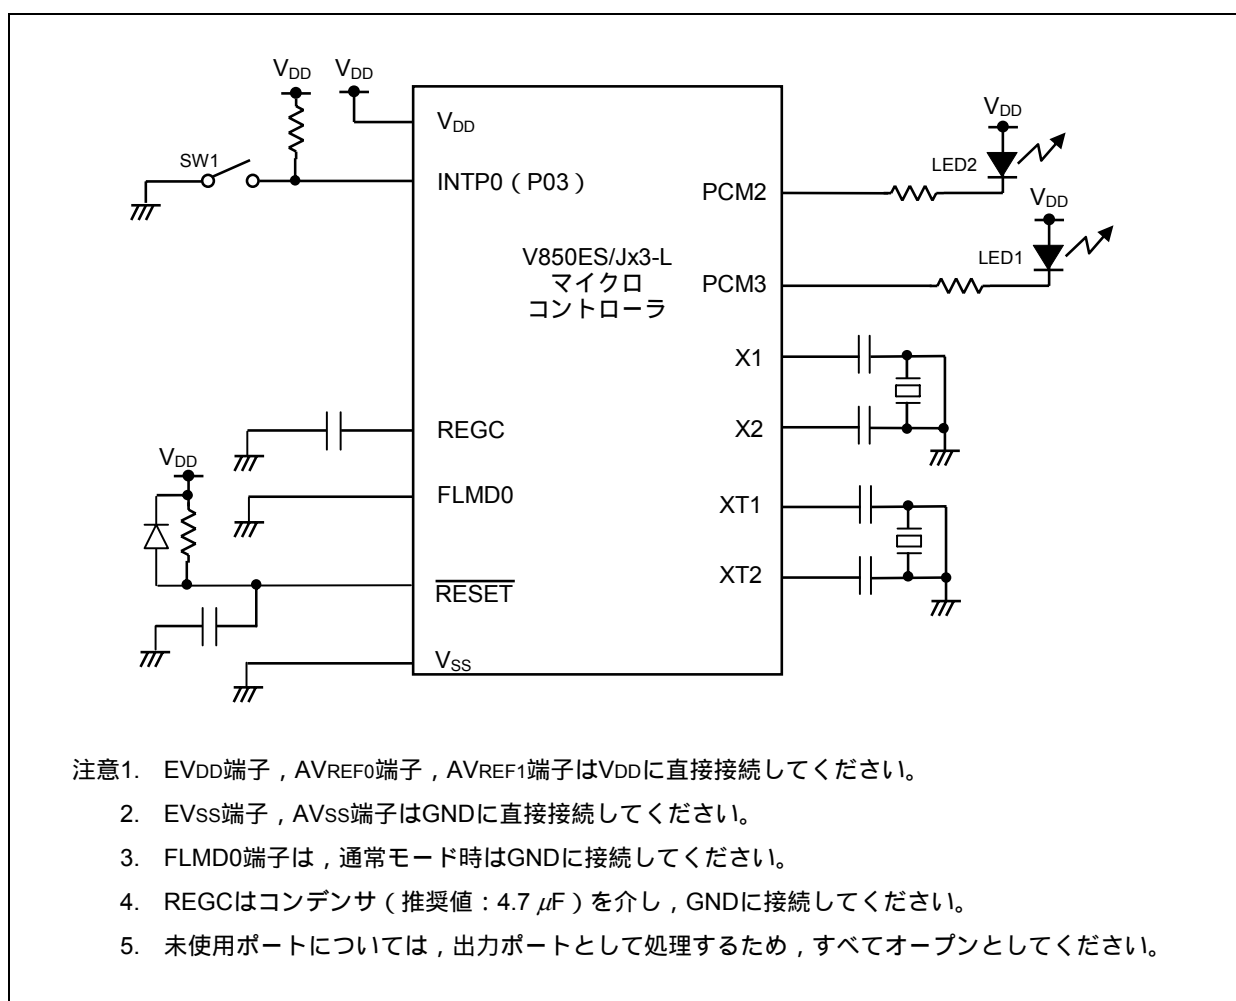 VDD VDD
VDD
SW1
INTP0(P03)
VDD
LED2
PCM2
VDD
LED1
V850ES/Jx3-L
マイクロ
コントローラ
PCM3
X1
REGC
X2
VDD
FLMD0
XT1
XT2
RESET
VSS
注意1. EVDD端子,AVREF0端子,AVREF1端子はVDDに直接接続してください。
2. EVSS端子,AVSS端子はGNDに直接接続してください。
3. FLMD0端子は,通常モード時はGNDに接続してください。
4. REGCはコンデンサ(推奨値:4.7 μF)を介し,GNDに接続してください。
5. 未使用ポートについては,出力ポートとして処理するため,すべてオープンとしてください。